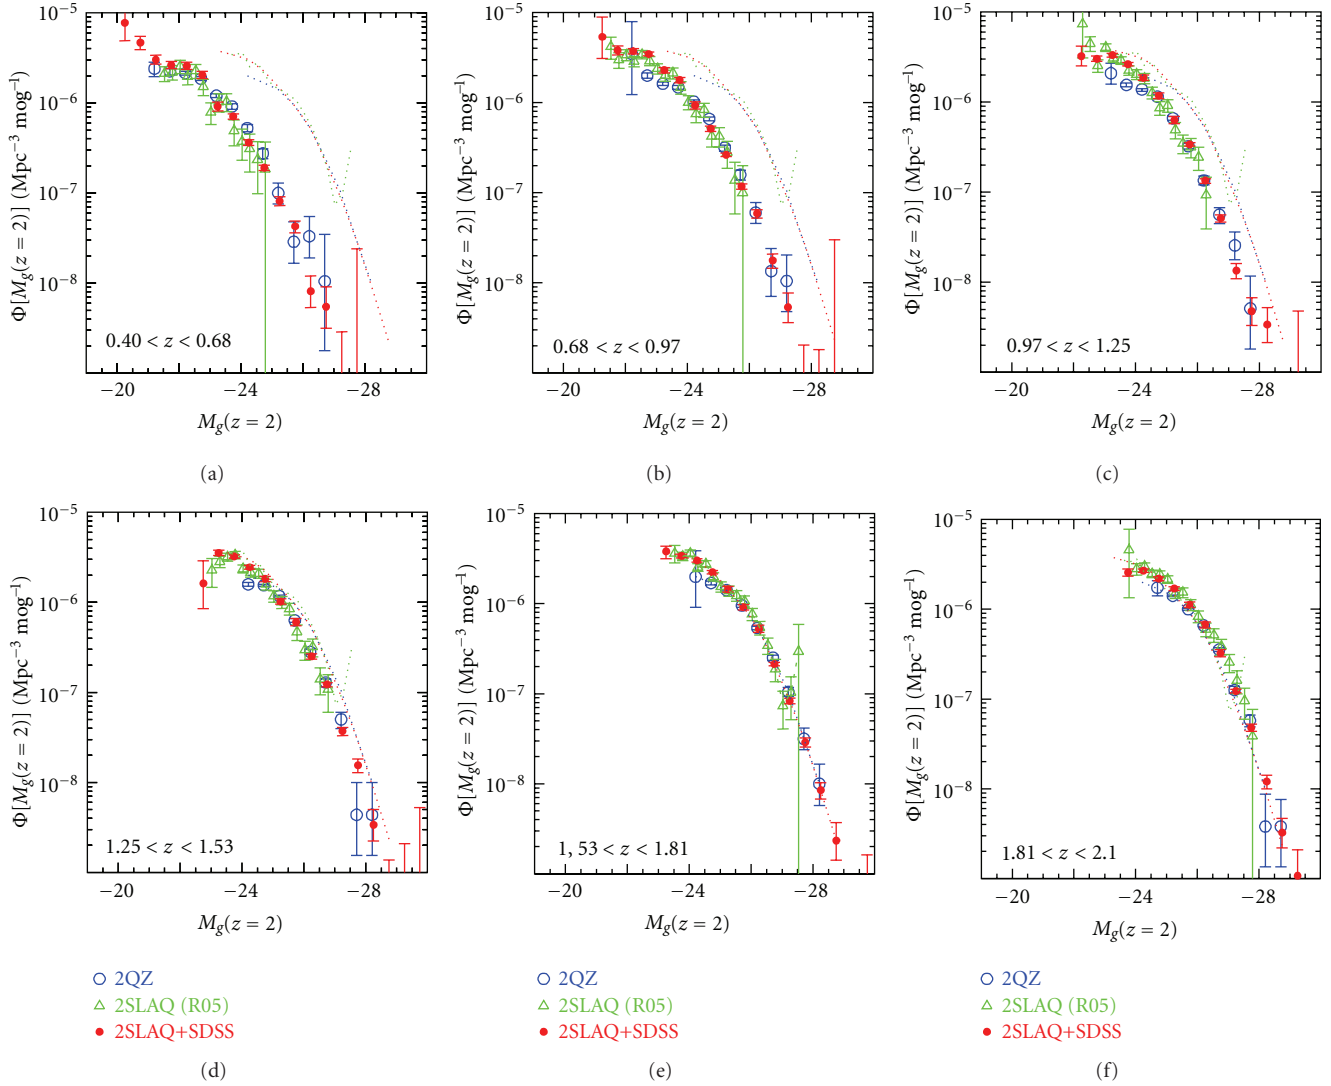 10⁻⁵
10⁻⁶
10⁻⁷
10⁻⁸
Φ[M_g(z = 2)] (Mpc⁻³ mog⁻¹)
0.40 < z < 0.68
−20 −24 −28
M_g(z = 2)
(a)
10⁻⁵
10⁻⁶
10⁻⁷
10⁻⁸
Φ[M_g(z = 2)] (Mpc⁻³ mog⁻¹)
0.68 < z < 0.97
−20 −24 −28
M_g(z = 2)
(b)
10⁻⁵
10⁻⁶
10⁻⁷
10⁻⁸
Φ[M_g(z = 2)] (Mpc⁻³ mog⁻¹)
0.97 < z < 1.25
−20 −24 −28
M_g(z = 2)
(c)
10⁻⁵
10⁻⁶
10⁻⁷
10⁻⁸
Φ[M_g(z = 2)] (Mpc⁻³ mog⁻¹)
1.25 < z < 1.53
−20 −24 −28
M_g(z = 2)
2QZ
2SLAQ (R05)
2SLAQ+SDSS
(d)
10⁻⁵
10⁻⁶
10⁻⁷
10⁻⁸
Φ[M_g(z = 2)] (Mpc⁻³ mog⁻¹)
1, 53 < z < 1.81
−20 −24 −28
M_g(z = 2)
2QZ
2SLAQ (R05)
2SLAQ+SDSS
(e)
10⁻⁵
10⁻⁶
10⁻⁷
10⁻⁸
Φ[M_g(z = 2)] (Mpc⁻³ mog⁻¹)
1.81 < z < 2.1
−20 −24 −28
M_g(z = 2)
2QZ
2SLAQ (R05)
2SLAQ+SDSS
(f)